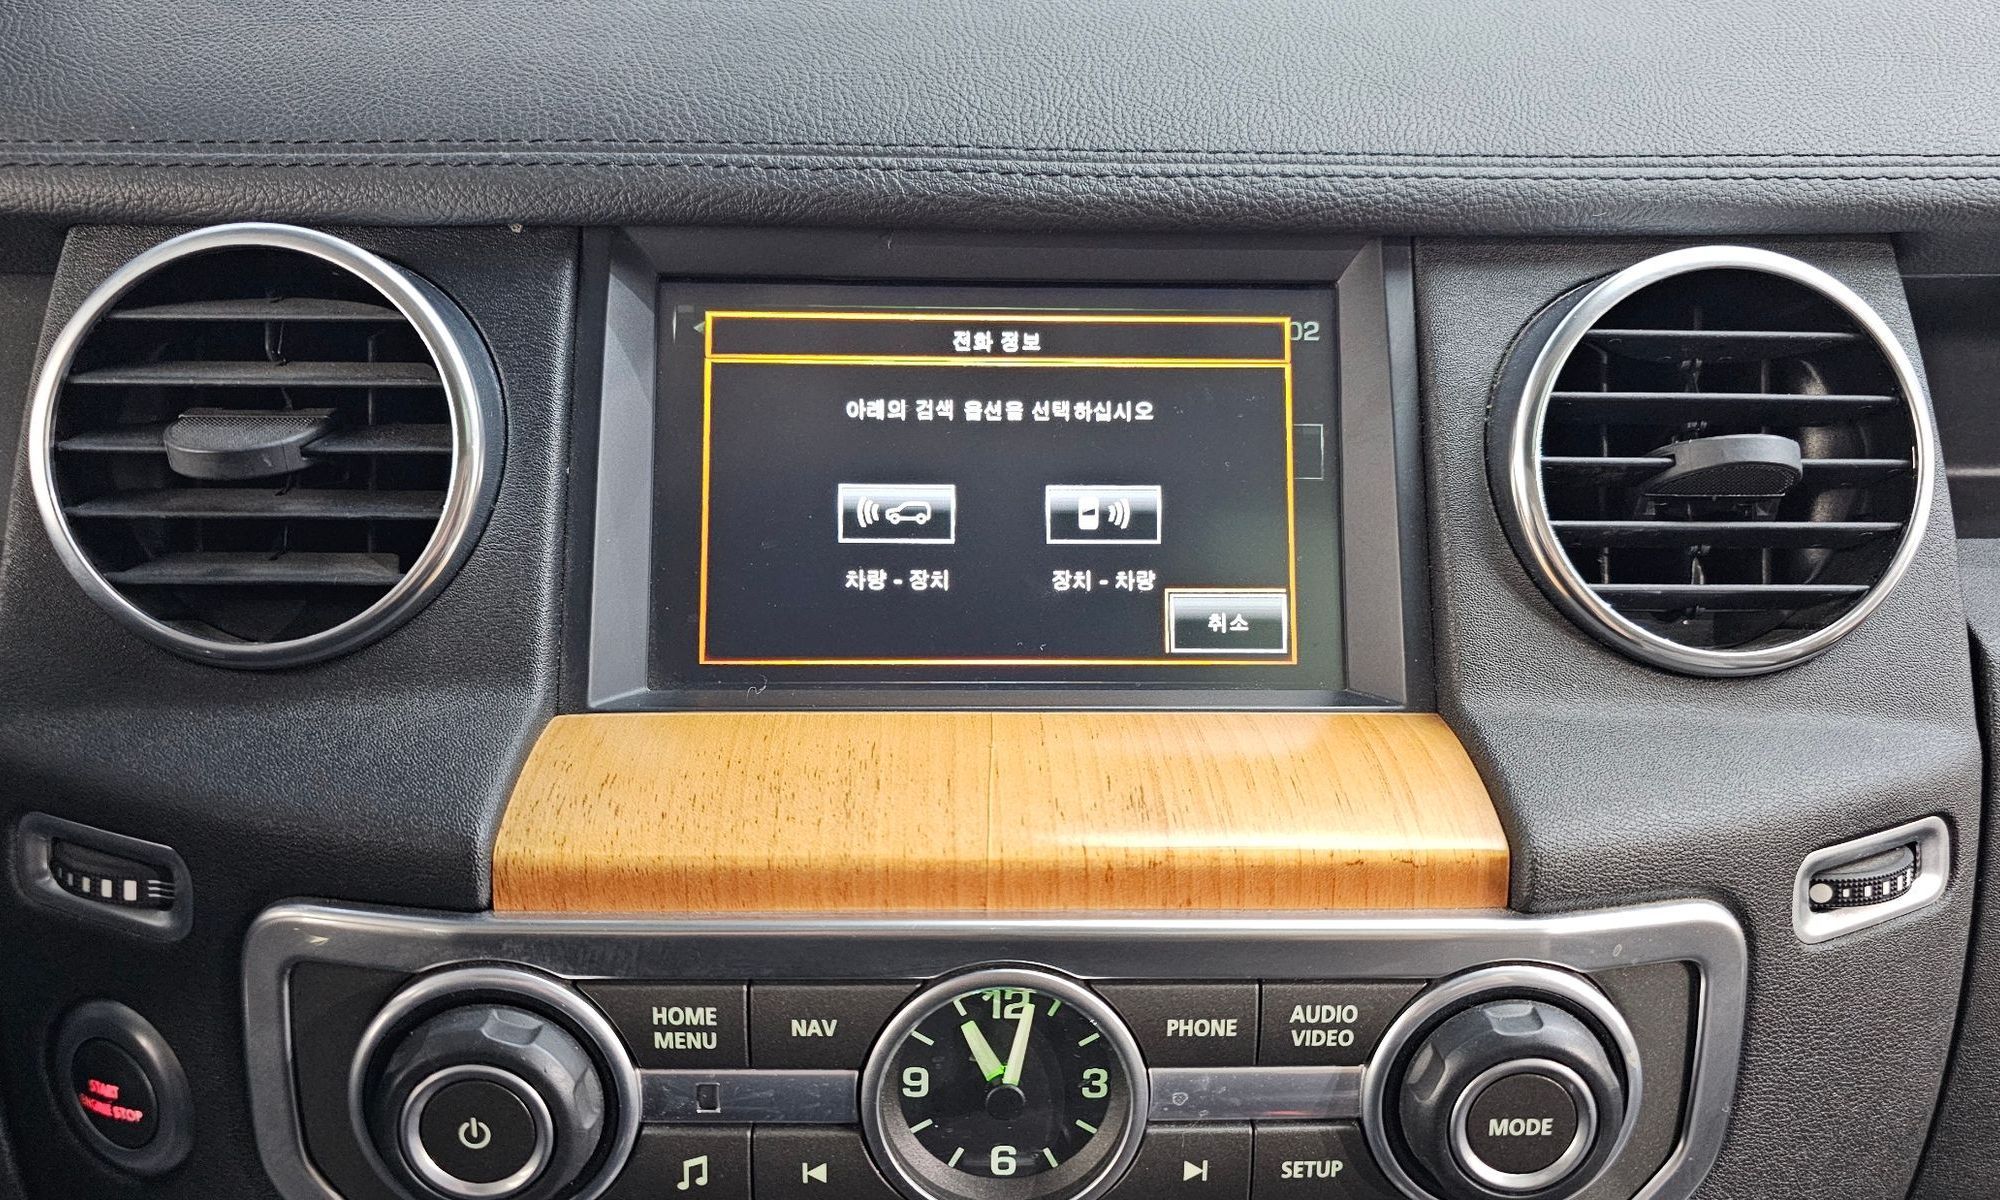 전화 정보
02
아래의 검색 옵션을 선택하십시오
차량 - 장치
장치 - 차량
취소
HOME MENU
NAV
PHONE
AUDIO VIDEO
12
9
3
6
START
ENGINE STOP
MODE
SETUP